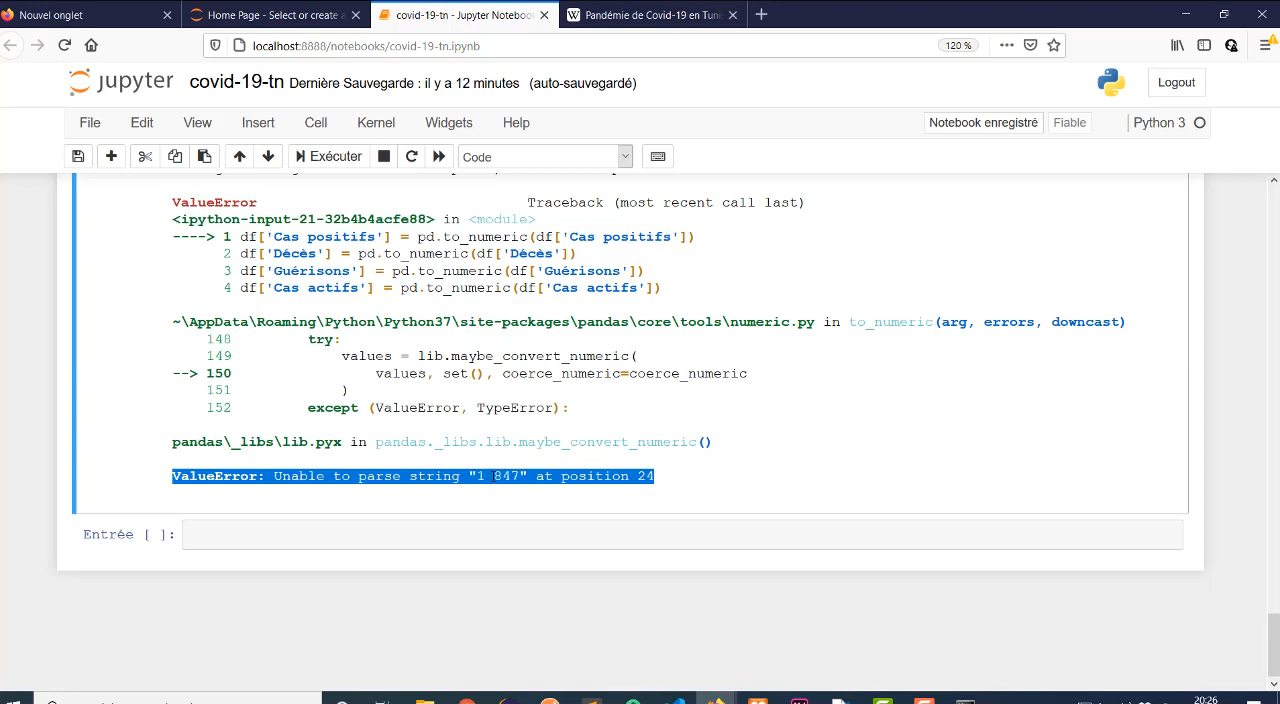 Nouvel onglet
Home Page - Select or create a
covid-19-tn - Jupyter Notebook
Pandémie de Covid-19 en Tuni
localhost:8888/notebooks/covid-19-tn.ipynb
120 %
jupyter covid-19-tn Dernière Sauvegarde : il y a 12 minutes (auto-sauvegardé)
Logout
File Edit View Insert Cell Kernel Widgets Help
Notebook enregistré Fiable Python 3
Exécuter Code
ValueError Traceback (most recent call last)
<ipython-input-21-32b4b4acfe88> in <module>
----> 1 df['Cas positifs'] = pd.to_numeric(df['Cas positifs'])
2 df['Décès'] = pd.to_numeric(df['Décès'])
3 df['Guérisons'] = pd.to_numeric(df['Guérisons'])
4 df['Cas actifs'] = pd.to_numeric(df['Cas actifs'])
~\AppData\Roaming\Python\Python37\site-packages\pandas\core\tools\numeric.py in to_numeric(arg, errors, downcast)
148 try:
149 values = lib.maybe_convert_numeric(
--> 150 values, set(), coerce_numeric=coerce_numeric
151 )
152 except (ValueError, TypeError):
pandas\_libs\lib.pyx in pandas._libs.lib.maybe_convert_numeric()
ValueError: Unable to parse string "1 847" at position 24
Entrée [ ]:
20:26